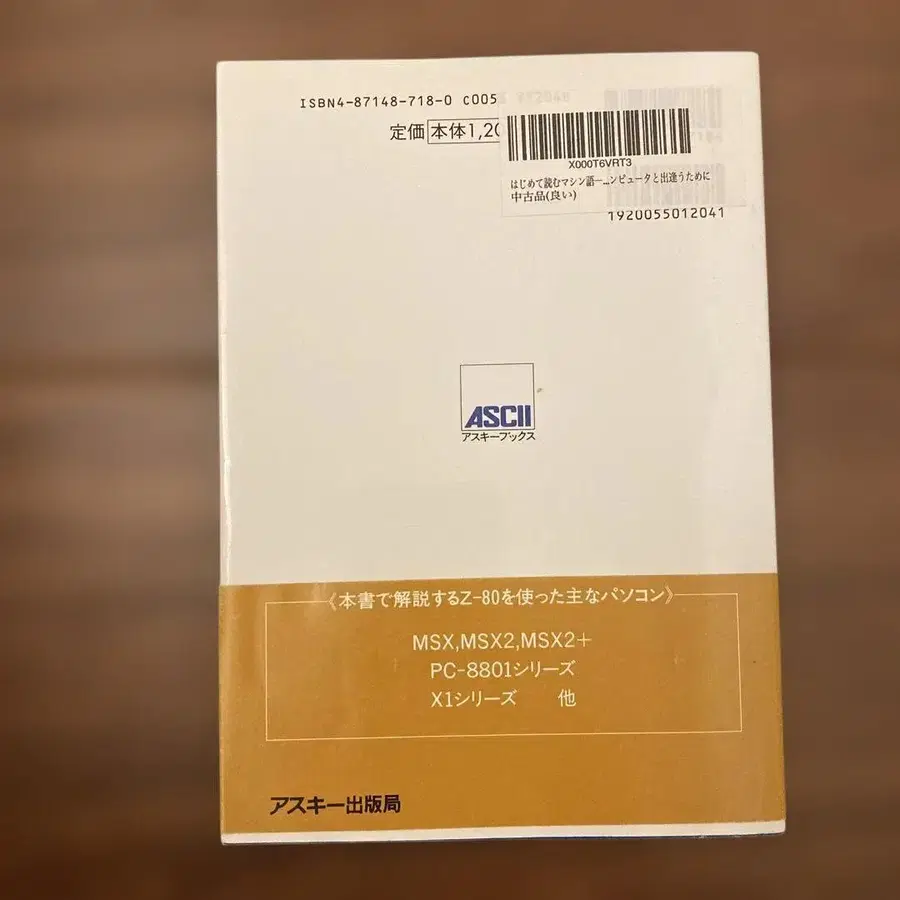 ISBN4-87148-718-0 C005
定価 本体1,20
X000T6VRT3
はじめて読むマシン語―...ンピュータと出逢うために
中古品(良い)
1920055012041
ASCII
アスキーブックス
《本書で解説するZ-80を使った主なパソコン》
MSX,MSX2,MSX2+
PC-8801シリーズ
X1シリーズ 他
アスキー出版局